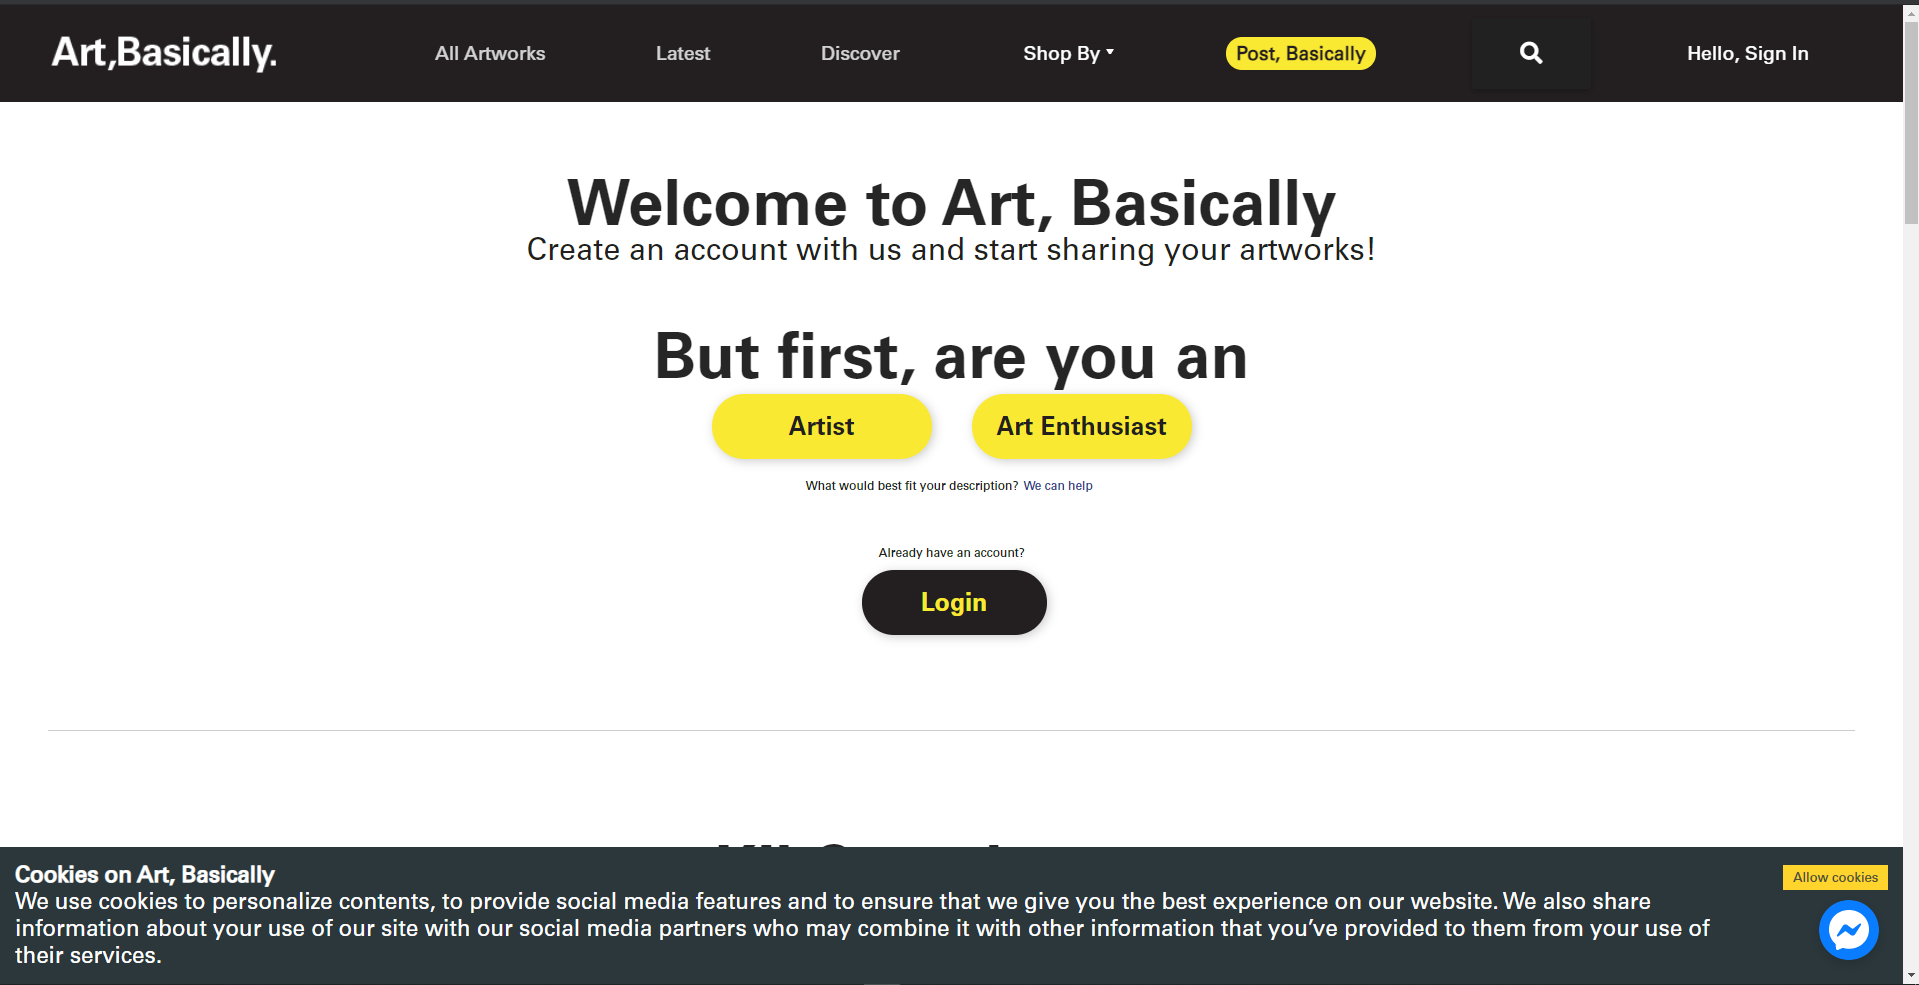 Art,Basically.
All Artworks
Latest
Discover
Shop By
Post, Basically
Hello, Sign In
Welcome to Art, Basically
Create an account with us and start sharing your artworks!
But first, are you an
Artist
Art Enthusiast
What would best fit your description? We can help
Already have an account?
Login
Cookies on Art, Basically
Allow cookies
We use cookies to personalize contents, to provide social media features and to ensure that we give you the best experience on our website. We also share
information about your use of our site with our social media partners who may combine it with other information that you’ve provided to them from your use of
their services.